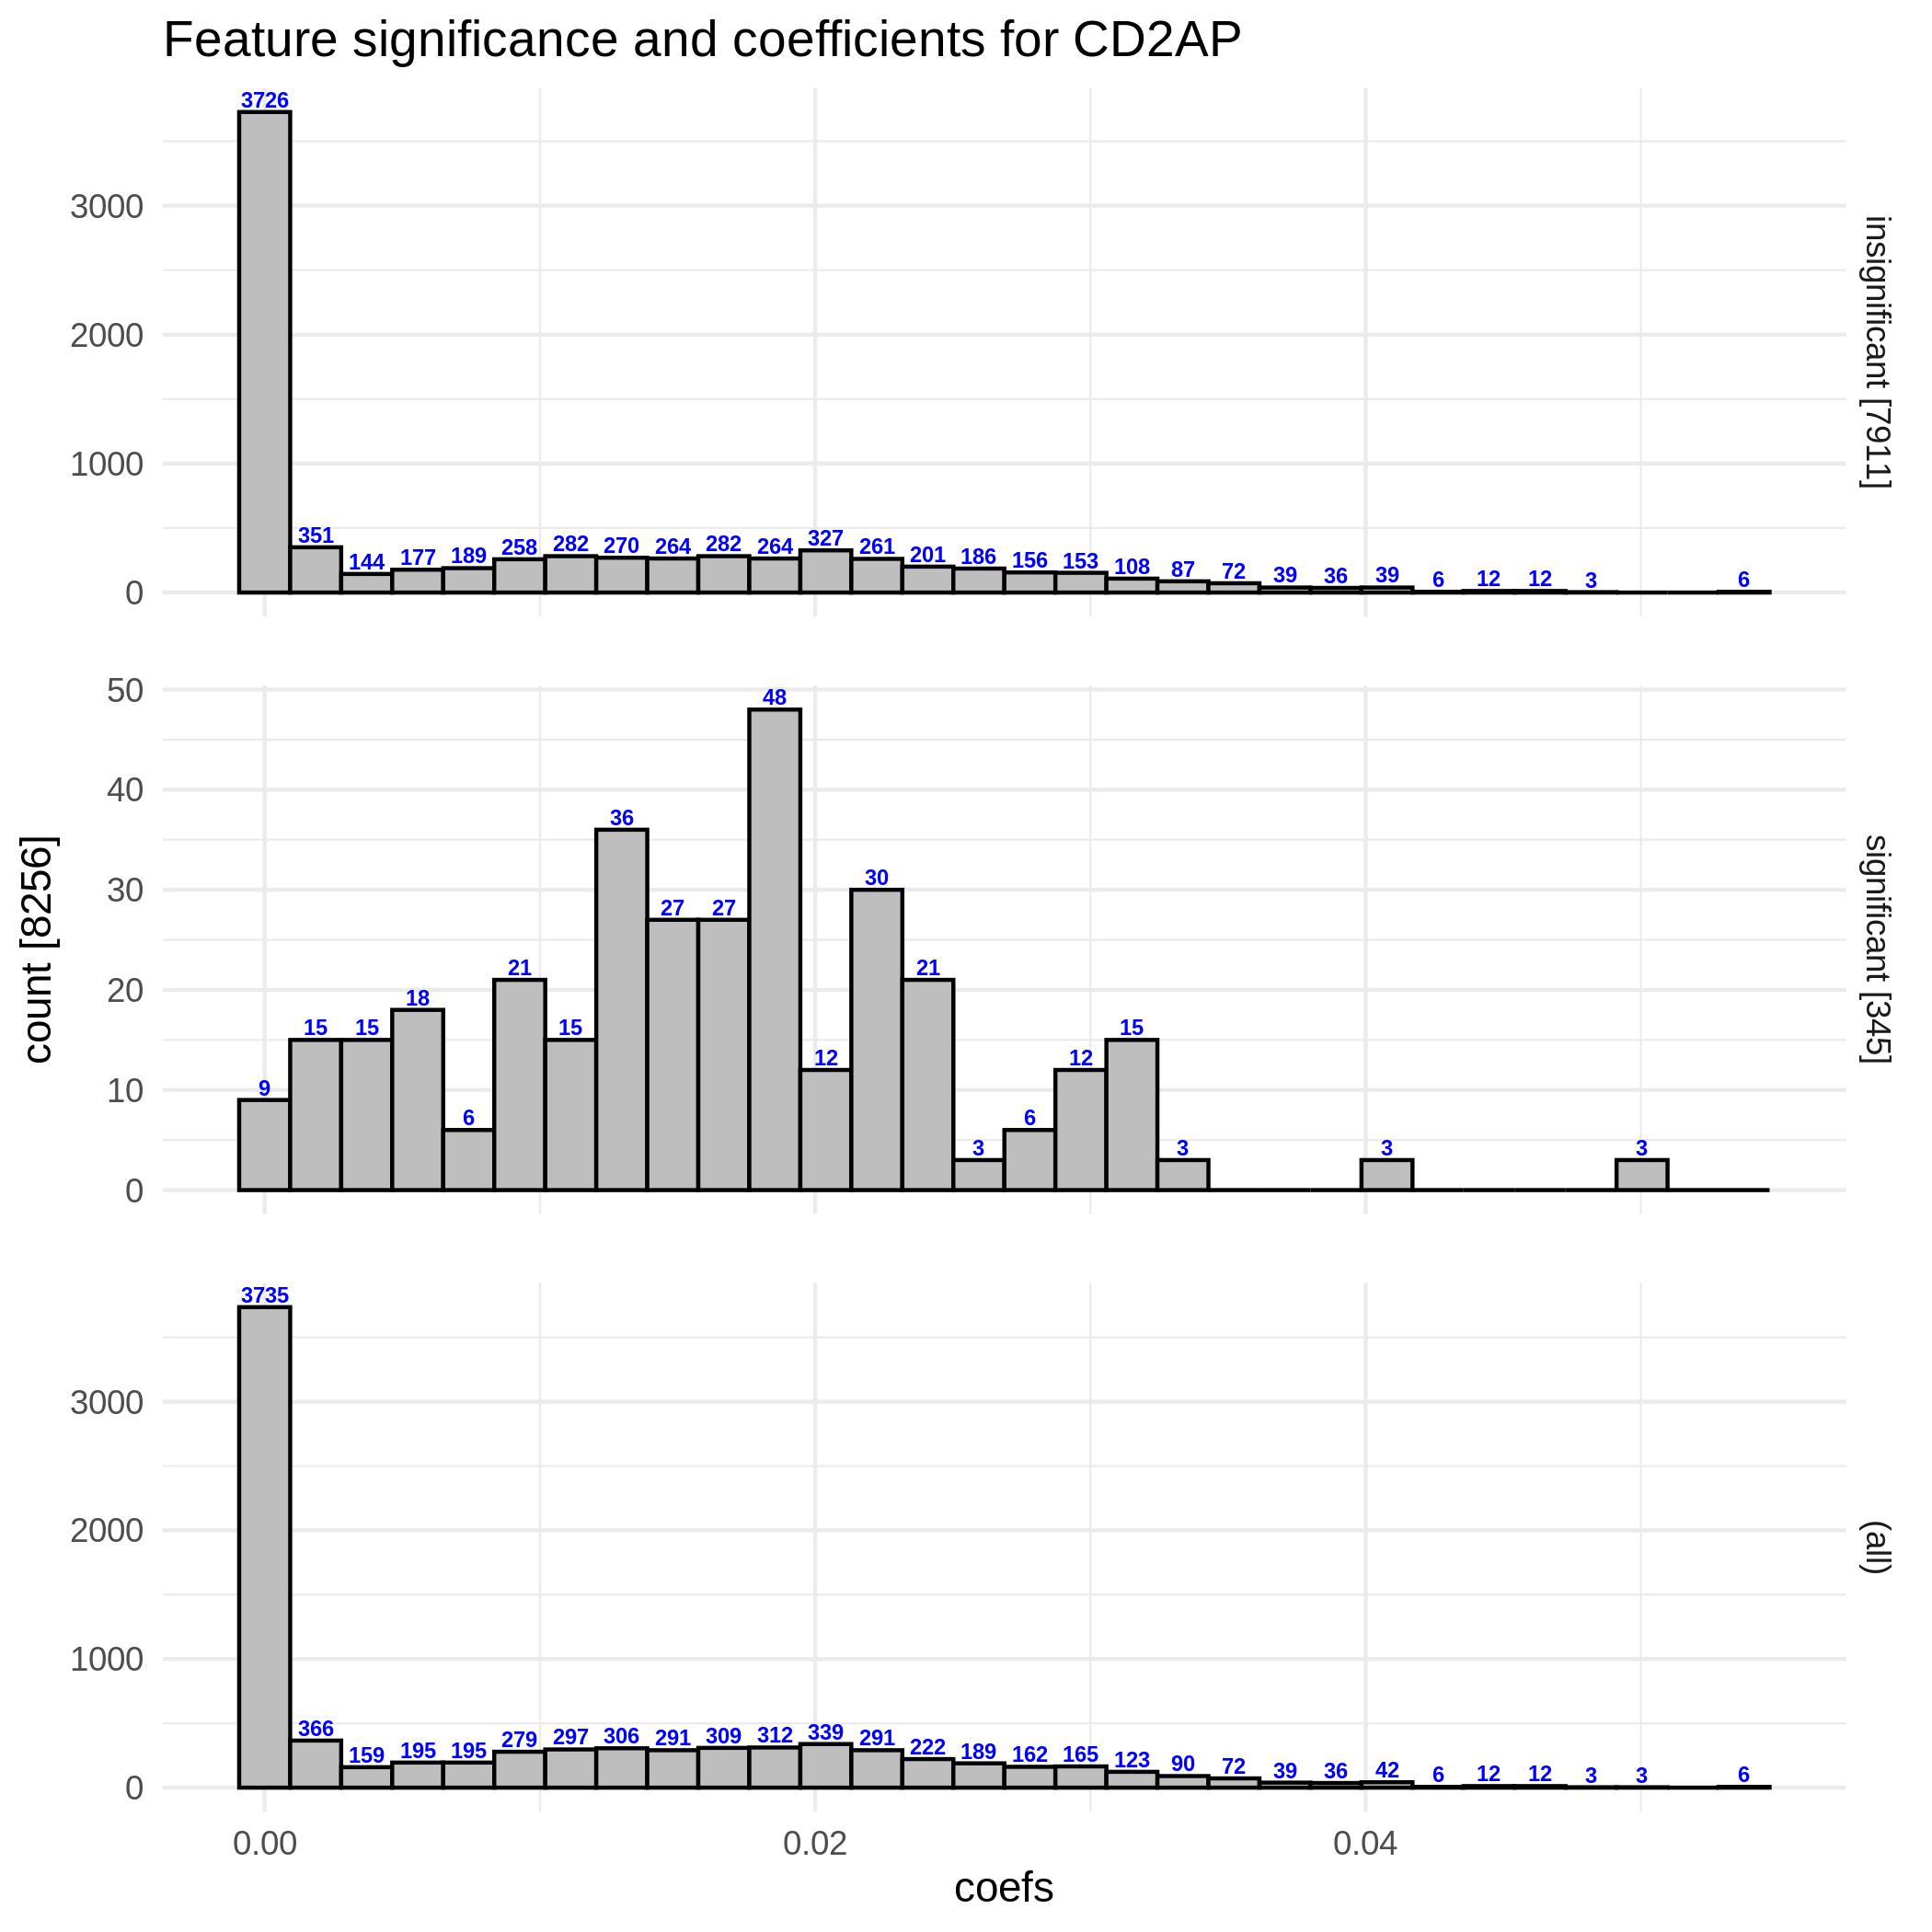 Feature significance and coefficients for CD2AP
3726
351 144 177 189 258 282 270 264 282 264 327 261 201 186 156 153 108 87 72 39 36 39 6 12 12 3 6
3000
2000
1000
0
insignificant [7911]
count [8256]
9 15 15 18 6 21 15 36 27 27 48 12 30 21 3 6 12 15 3 3 3
50
40
30
20
10
0
significant [345]
3735
366 159 195 195 279 297 306 291 309 312 339 291 222 189 162 165 123 90 72 39 36 42 6 12 12 3 3 6
3000
2000
1000
0
(all)
0.00 0.02 0.04
coefs